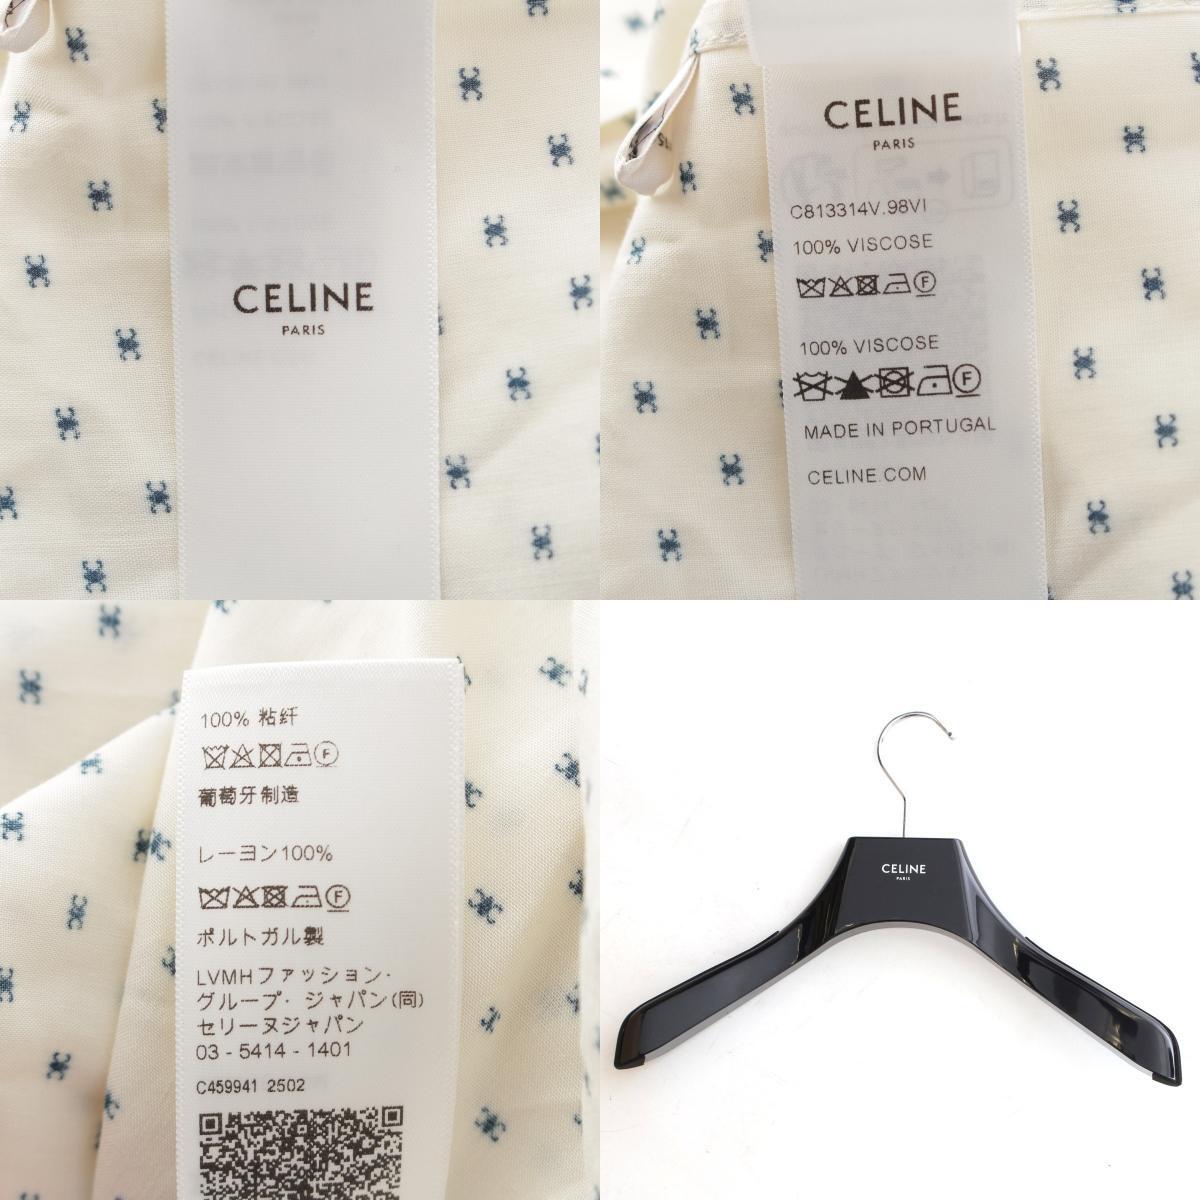 CELINE
PARIS
CELINE
PARIS
C813314V.98VI
100% VISCOSE
F
100% VISCOSE
F
MADE IN PORTUGAL
CELINE.COM
100% 粘纤
F
葡萄牙制造
レーヨン100%
F
ポルトガル製
LVMHファッション・
グループ・ジャパン(同)
セリーヌジャパン
03 - 5414 - 1401
C459941 2502
CELINE
PARIS